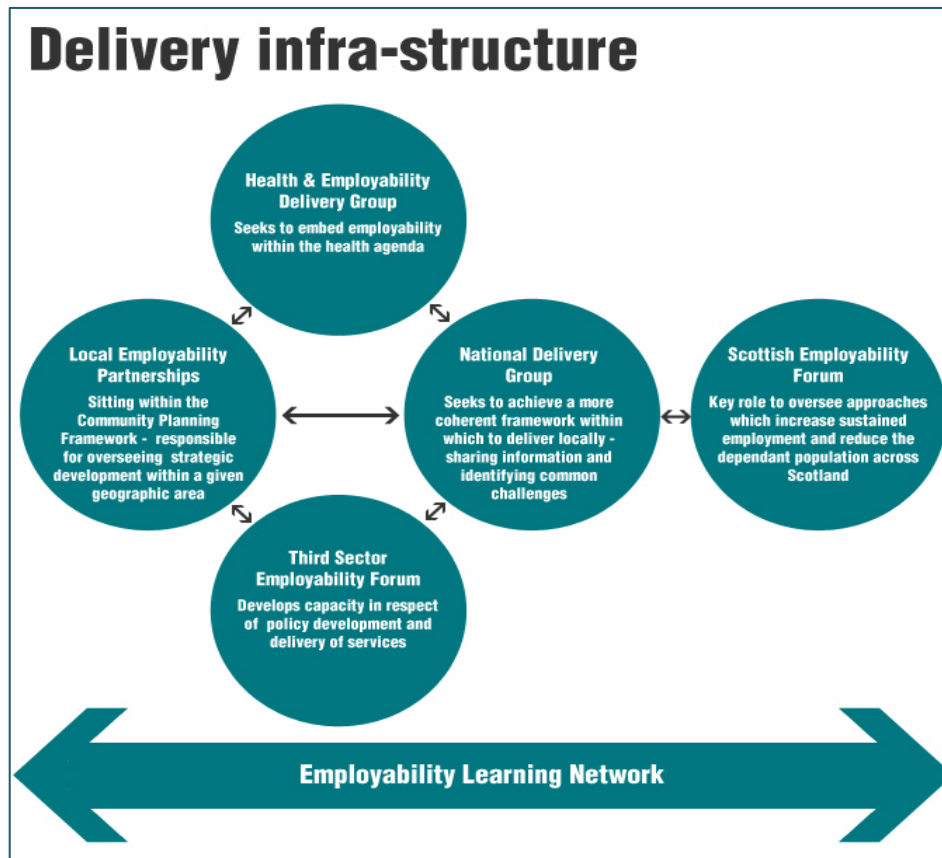 Delivery infra-structure
Health & Employability
Delivery Group
Seeks to embed employability
within the health agenda
Local Employability
Partnerships
Sitting within the
Community Planning
Framework - responsible
for overseeing strategic
development within a given
geographic area
National Delivery
Group
Seeks to achieve a more
coherent framework within
which to deliver locally -
sharing information and
identifying common
challenges
Scottish Employability
Forum
Key role to oversee approaches
which increase sustained
employment and reduce the
dependant population across
Scotland
Third Sector
Employability Forum
Develops capacity in respect
of policy development and
delivery of services
Employability Learning Network